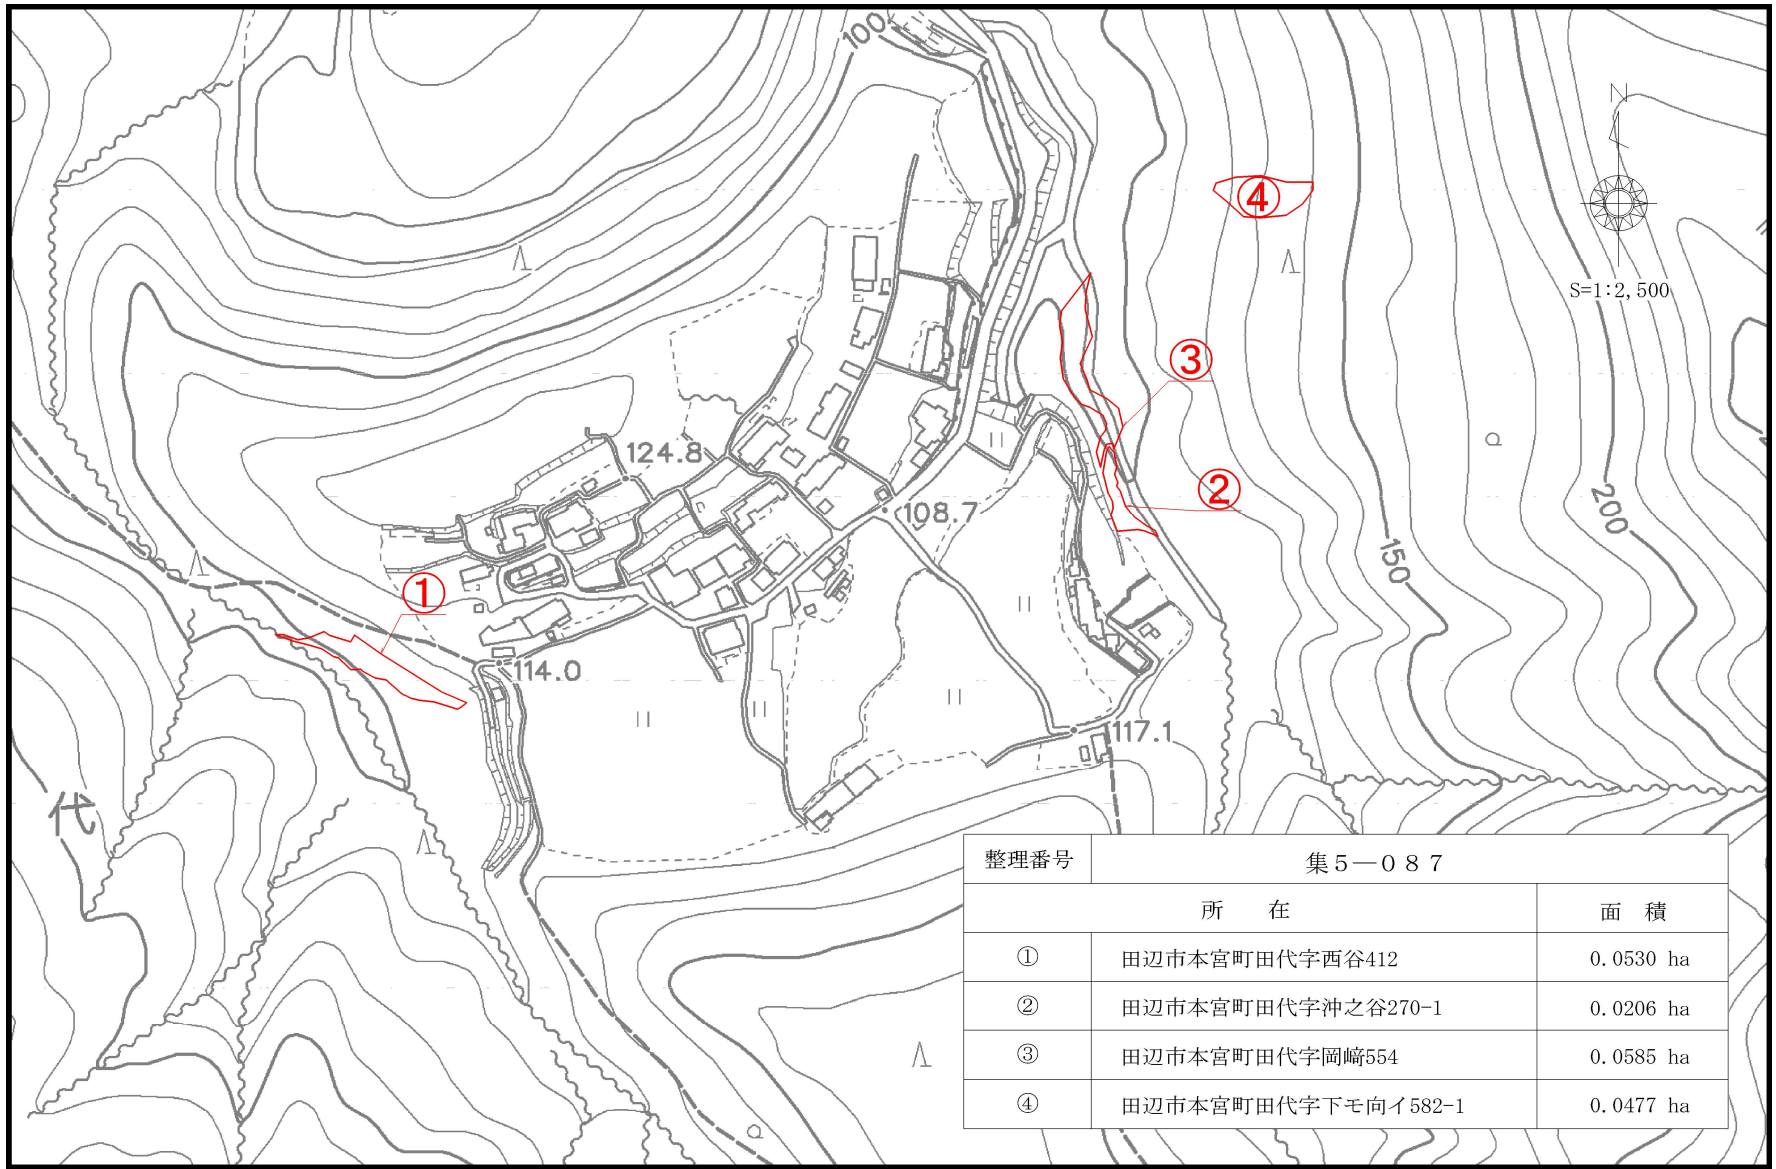 100
N
④
S=1:2,500
③
124.8
②
200
108.7
150
①
114.0
117.1
代
整理番号 集5―087
所 在 面 積
① 田辺市本宮町田代字西谷412 0.0530 ha
② 田辺市本宮町田代字沖之谷270-1 0.0206 ha
③ 田辺市本宮町田代字岡﨑554 0.0585 ha
④ 田辺市本宮町田代字下モ向イ582-1 0.0477 ha